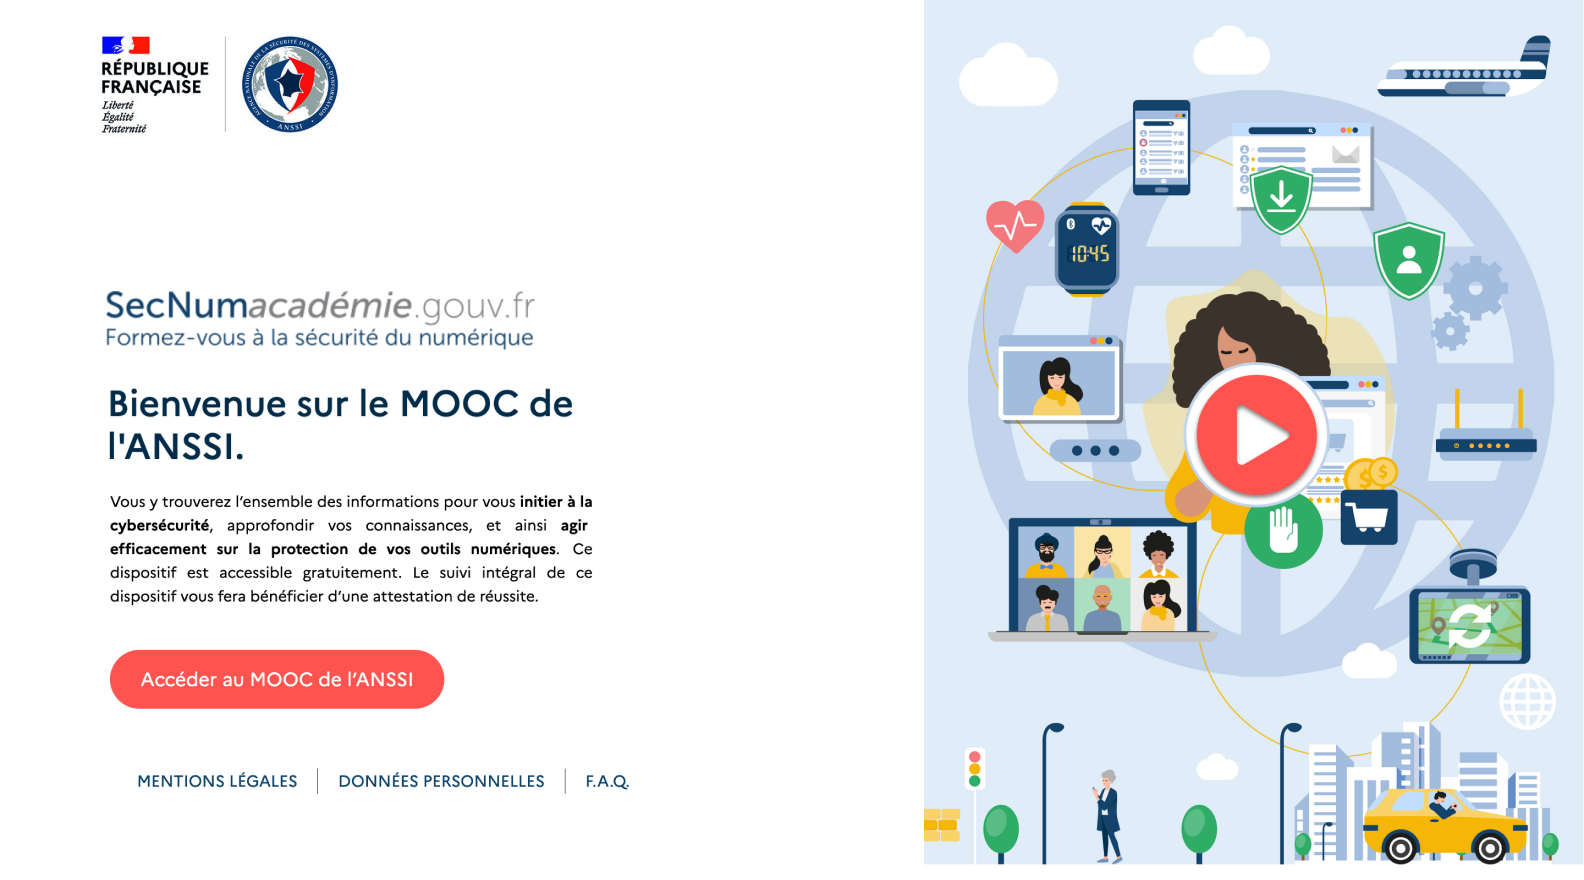 RÉPUBLIQUE
FRANÇAISE
Liberté
Égalité
Fraternité
AGENCE NATIONALE DE LA SÉCURITÉ DES SYSTÈMES D'INFORMATION
ANSSI
SecNumacadémie.gouv.fr
Formez-vous à la sécurité du numérique
Bienvenue sur le MOOC de
l'ANSSI.
Vous y trouverez l’ensemble des informations pour vous initier à la
cybersécurité, approfondir vos connaissances, et ainsi agir
efficacement sur la protection de vos outils numériques. Ce
dispositif est accessible gratuitement. Le suivi intégral de ce
dispositif vous fera bénéficier d’une attestation de réussite.
Accéder au MOOC de l’ANSSI
MENTIONS LÉGALES
DONNÉES PERSONNELLES
F.A.Q.
10:45
$
$